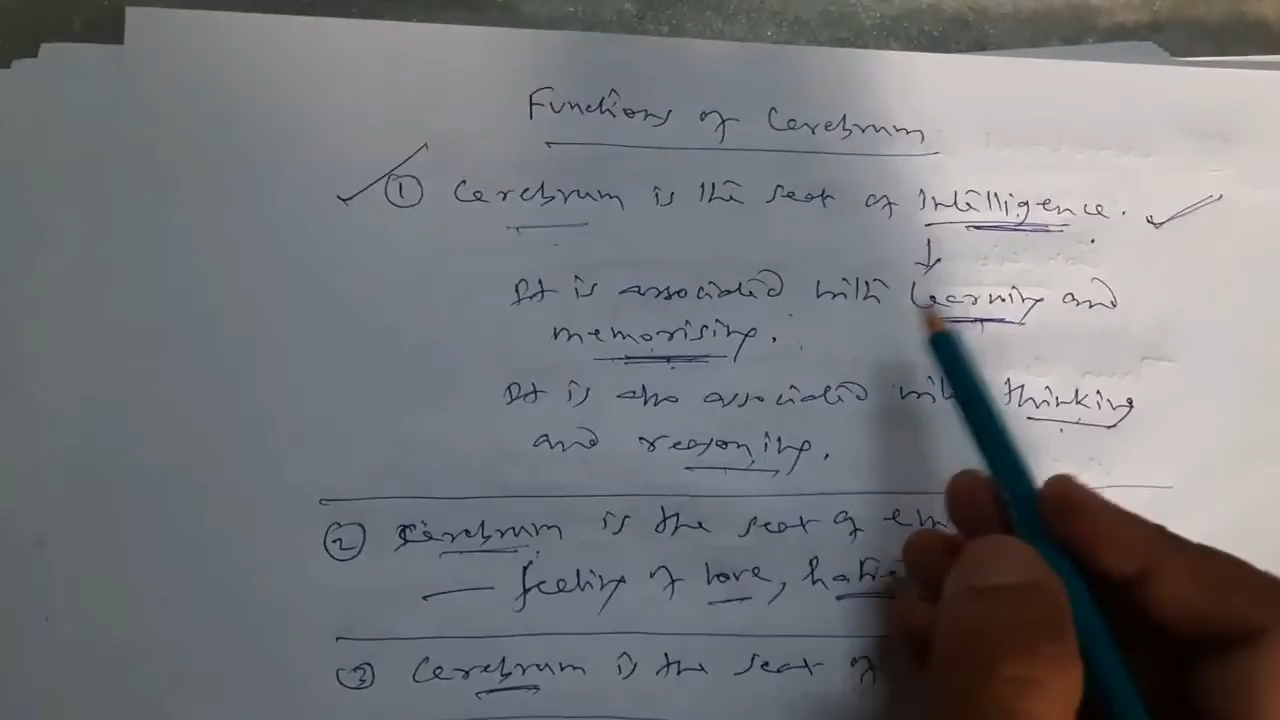 Functions of Cerebrum
① Cerebrum is the seat of Intelligence.
It is associated with learning and
memorising.
It is also associated with thinking
and reasoning.
② Cerebrum is the seat of
— feeling of love,
③ Cerebrum is the seat of